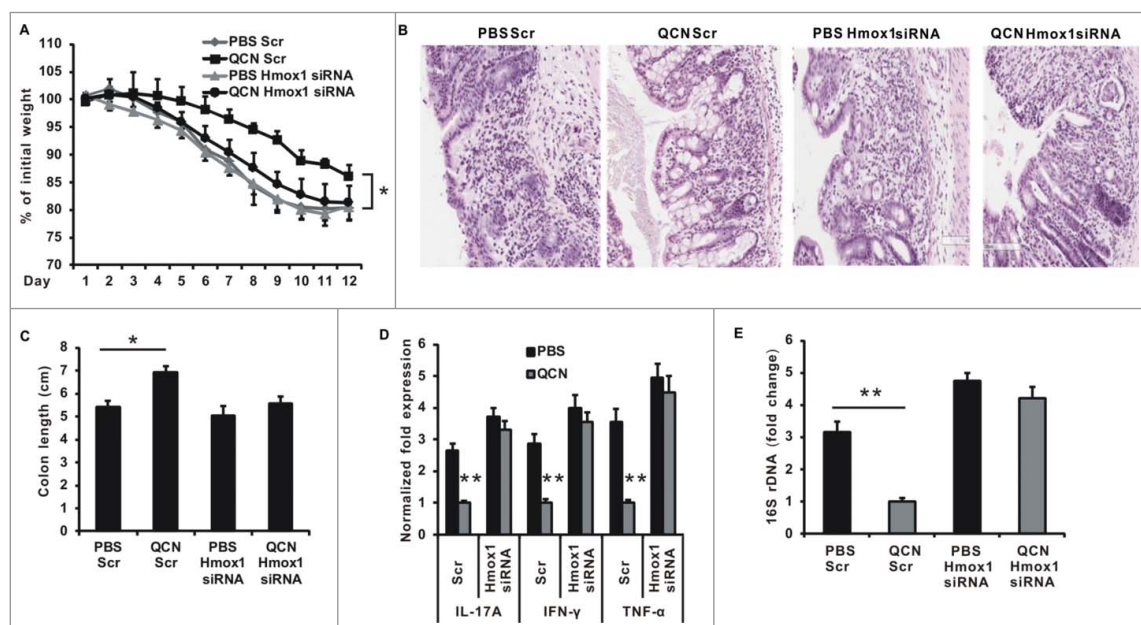 A
PBS Scr
QCN Scr
PBS Hmox1 siRNA
QCN Hmox1 siRNA
% of initial weight
110
105
100
95
90
85
80
75
70
*
Day 1 2 3 4 5 6 7 8 9 10 11 12
B
PBS Scr QCN Scr PBS Hmox1siRNA QCN Hmox1siRNA
C
Colon length (cm)
8
7
6
5
4
3
2
1
0
*
PBS Scr
QCN Scr
PBS Hmox1 siRNA
QCN Hmox1 siRNA
D
PBS
QCN
Normalized fold expression
6
5
4
3
2
1
0
** ** **
Scr
Hmox1 siRNA
Scr
Hmox1 siRNA
Scr
Hmox1 siRNA
IL-17A IFN-γ TNF-α
E
16S rDNA (fold change)
6
5
4
3
2
1
0
**
PBS Scr
QCN Scr
PBS Hmox1 siRNA
QCN Hmox1 siRNA